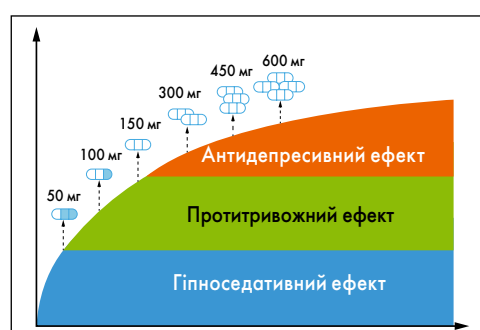 600 мг
450 мг
300 мг
150 мг
100 мг
50 мг
Антидепресивний ефект
Протитривожний ефект
Гіпноседативний ефект